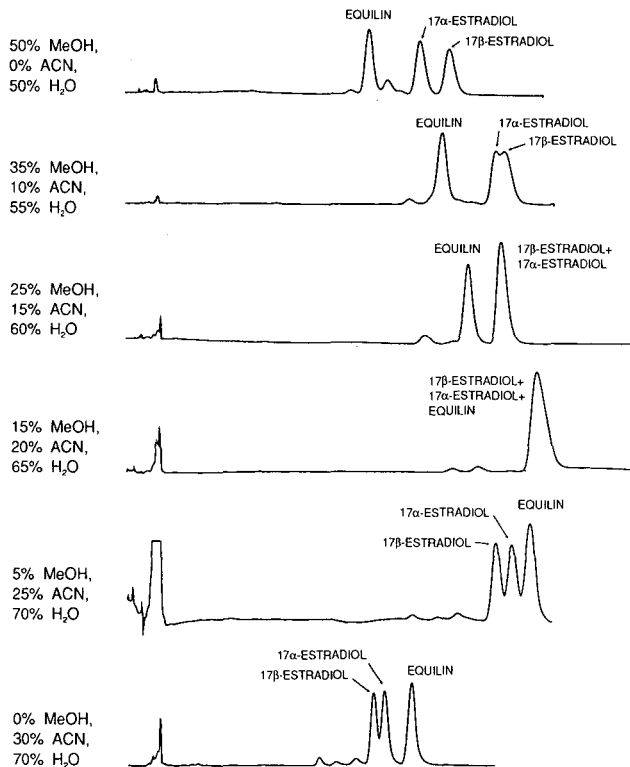 EQUILIN
17α-ESTRADIOL
17β-ESTRADIOL
50% MeOH,
0% ACN,
50% H₂O
EQUILIN
17α-ESTRADIOL
17β-ESTRADIOL
35% MeOH,
10% ACN,
55% H₂O
EQUILIN
17β-ESTRADIOL+
17α-ESTRADIOL
25% MeOH,
15% ACN,
60% H₂O
17β-ESTRADIOL+
17α-ESTRADIOL+
EQUILIN
15% MeOH,
20% ACN,
65% H₂O
EQUILIN
17α-ESTRADIOL
17β-ESTRADIOL
5% MeOH,
25% ACN,
70% H₂O
17α-ESTRADIOL
17β-ESTRADIOL
EQUILIN
0% MeOH,
30% ACN,
70% H₂O